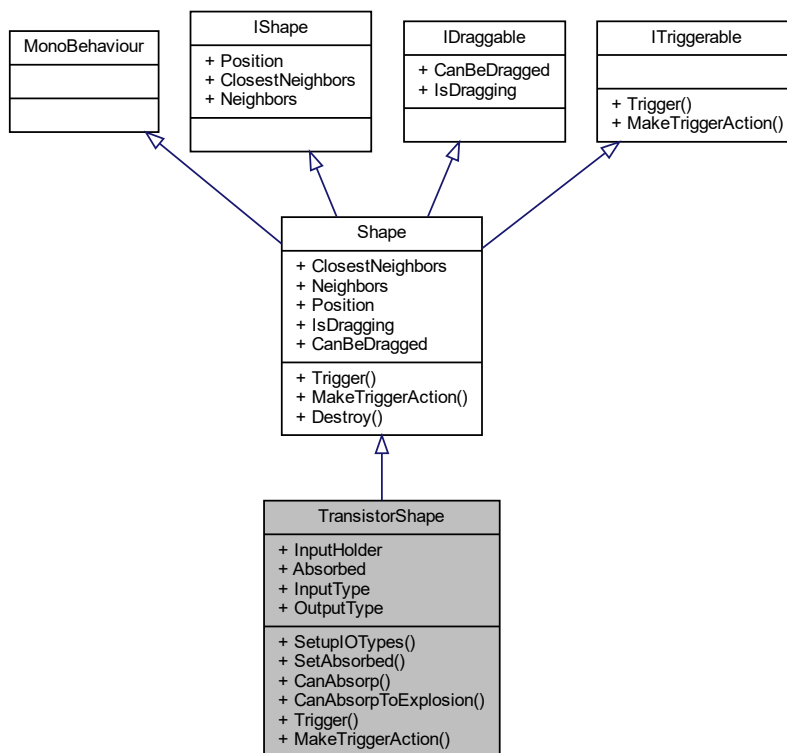 MonoBehaviour
IShape
+ Position
+ ClosestNeighbors
+ Neighbors
IDraggable
+ CanBeDragged
+ IsDragging
ITriggerable
+ Trigger()
+ MakeTriggerAction()
Shape
+ ClosestNeighbors
+ Neighbors
+ Position
+ IsDragging
+ CanBeDragged
+ Trigger()
+ MakeTriggerAction()
+ Destroy()
TransistorShape
+ InputHolder
+ Absorbed
+ InputType
+ OutputType
+ SetupIOTypes()
+ SetAbsorbed()
+ CanAbsorp()
+ CanAbsorpToExplosion()
+ Trigger()
+ MakeTriggerAction()